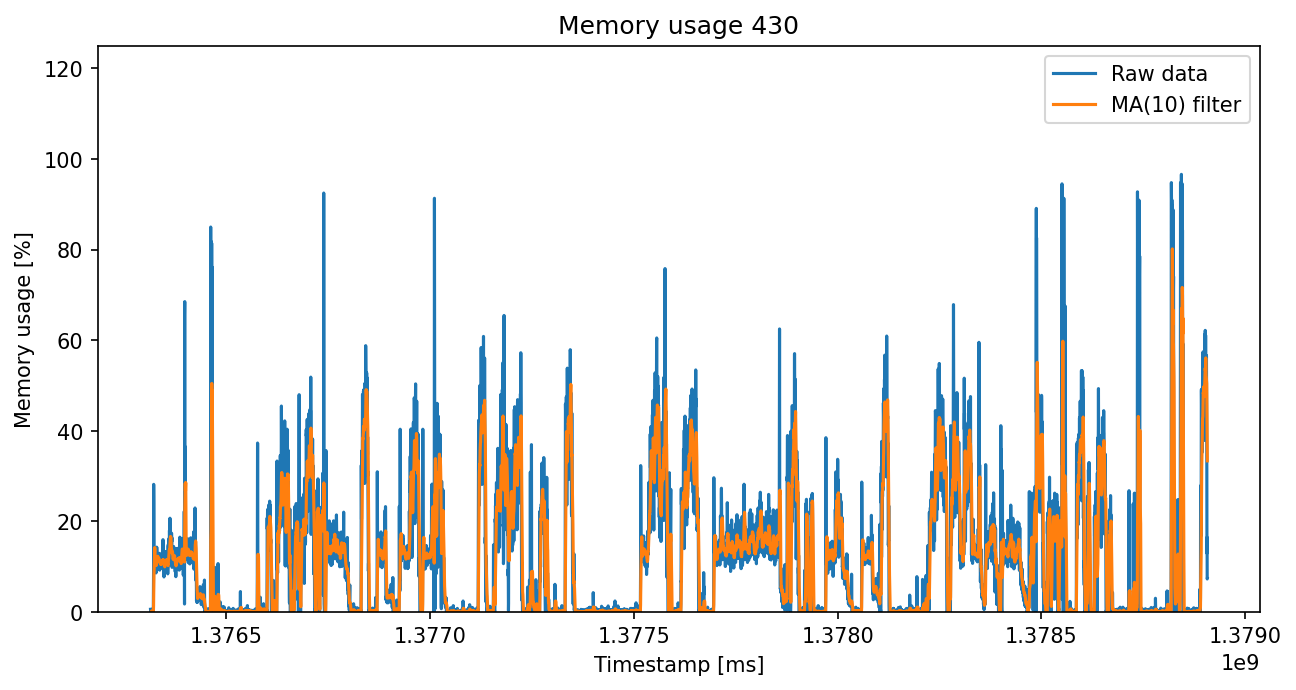 Memory usage 430
Raw data
MA(10) filter
Memory usage [%]
120
100
80
60
40
20
0
1.3765 1.3770 1.3775 1.3780 1.3785 1.3790
1e9
Timestamp [ms]